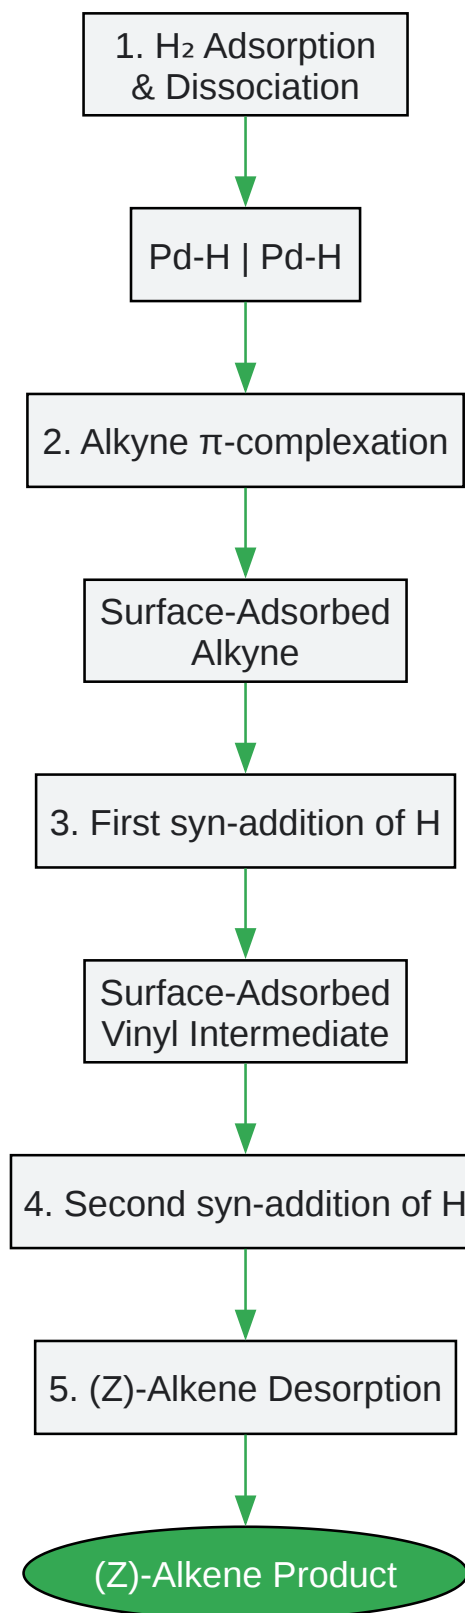 1. H₂ Adsorption
& Dissociation
Pd-H | Pd-H
2. Alkyne π-complexation
Surface-Adsorbed
Alkyne
3. First syn-addition of H
Surface-Adsorbed
Vinyl Intermediate
4. Second syn-addition of H
5. (Z)-Alkene Desorption
(Z)-Alkene Product